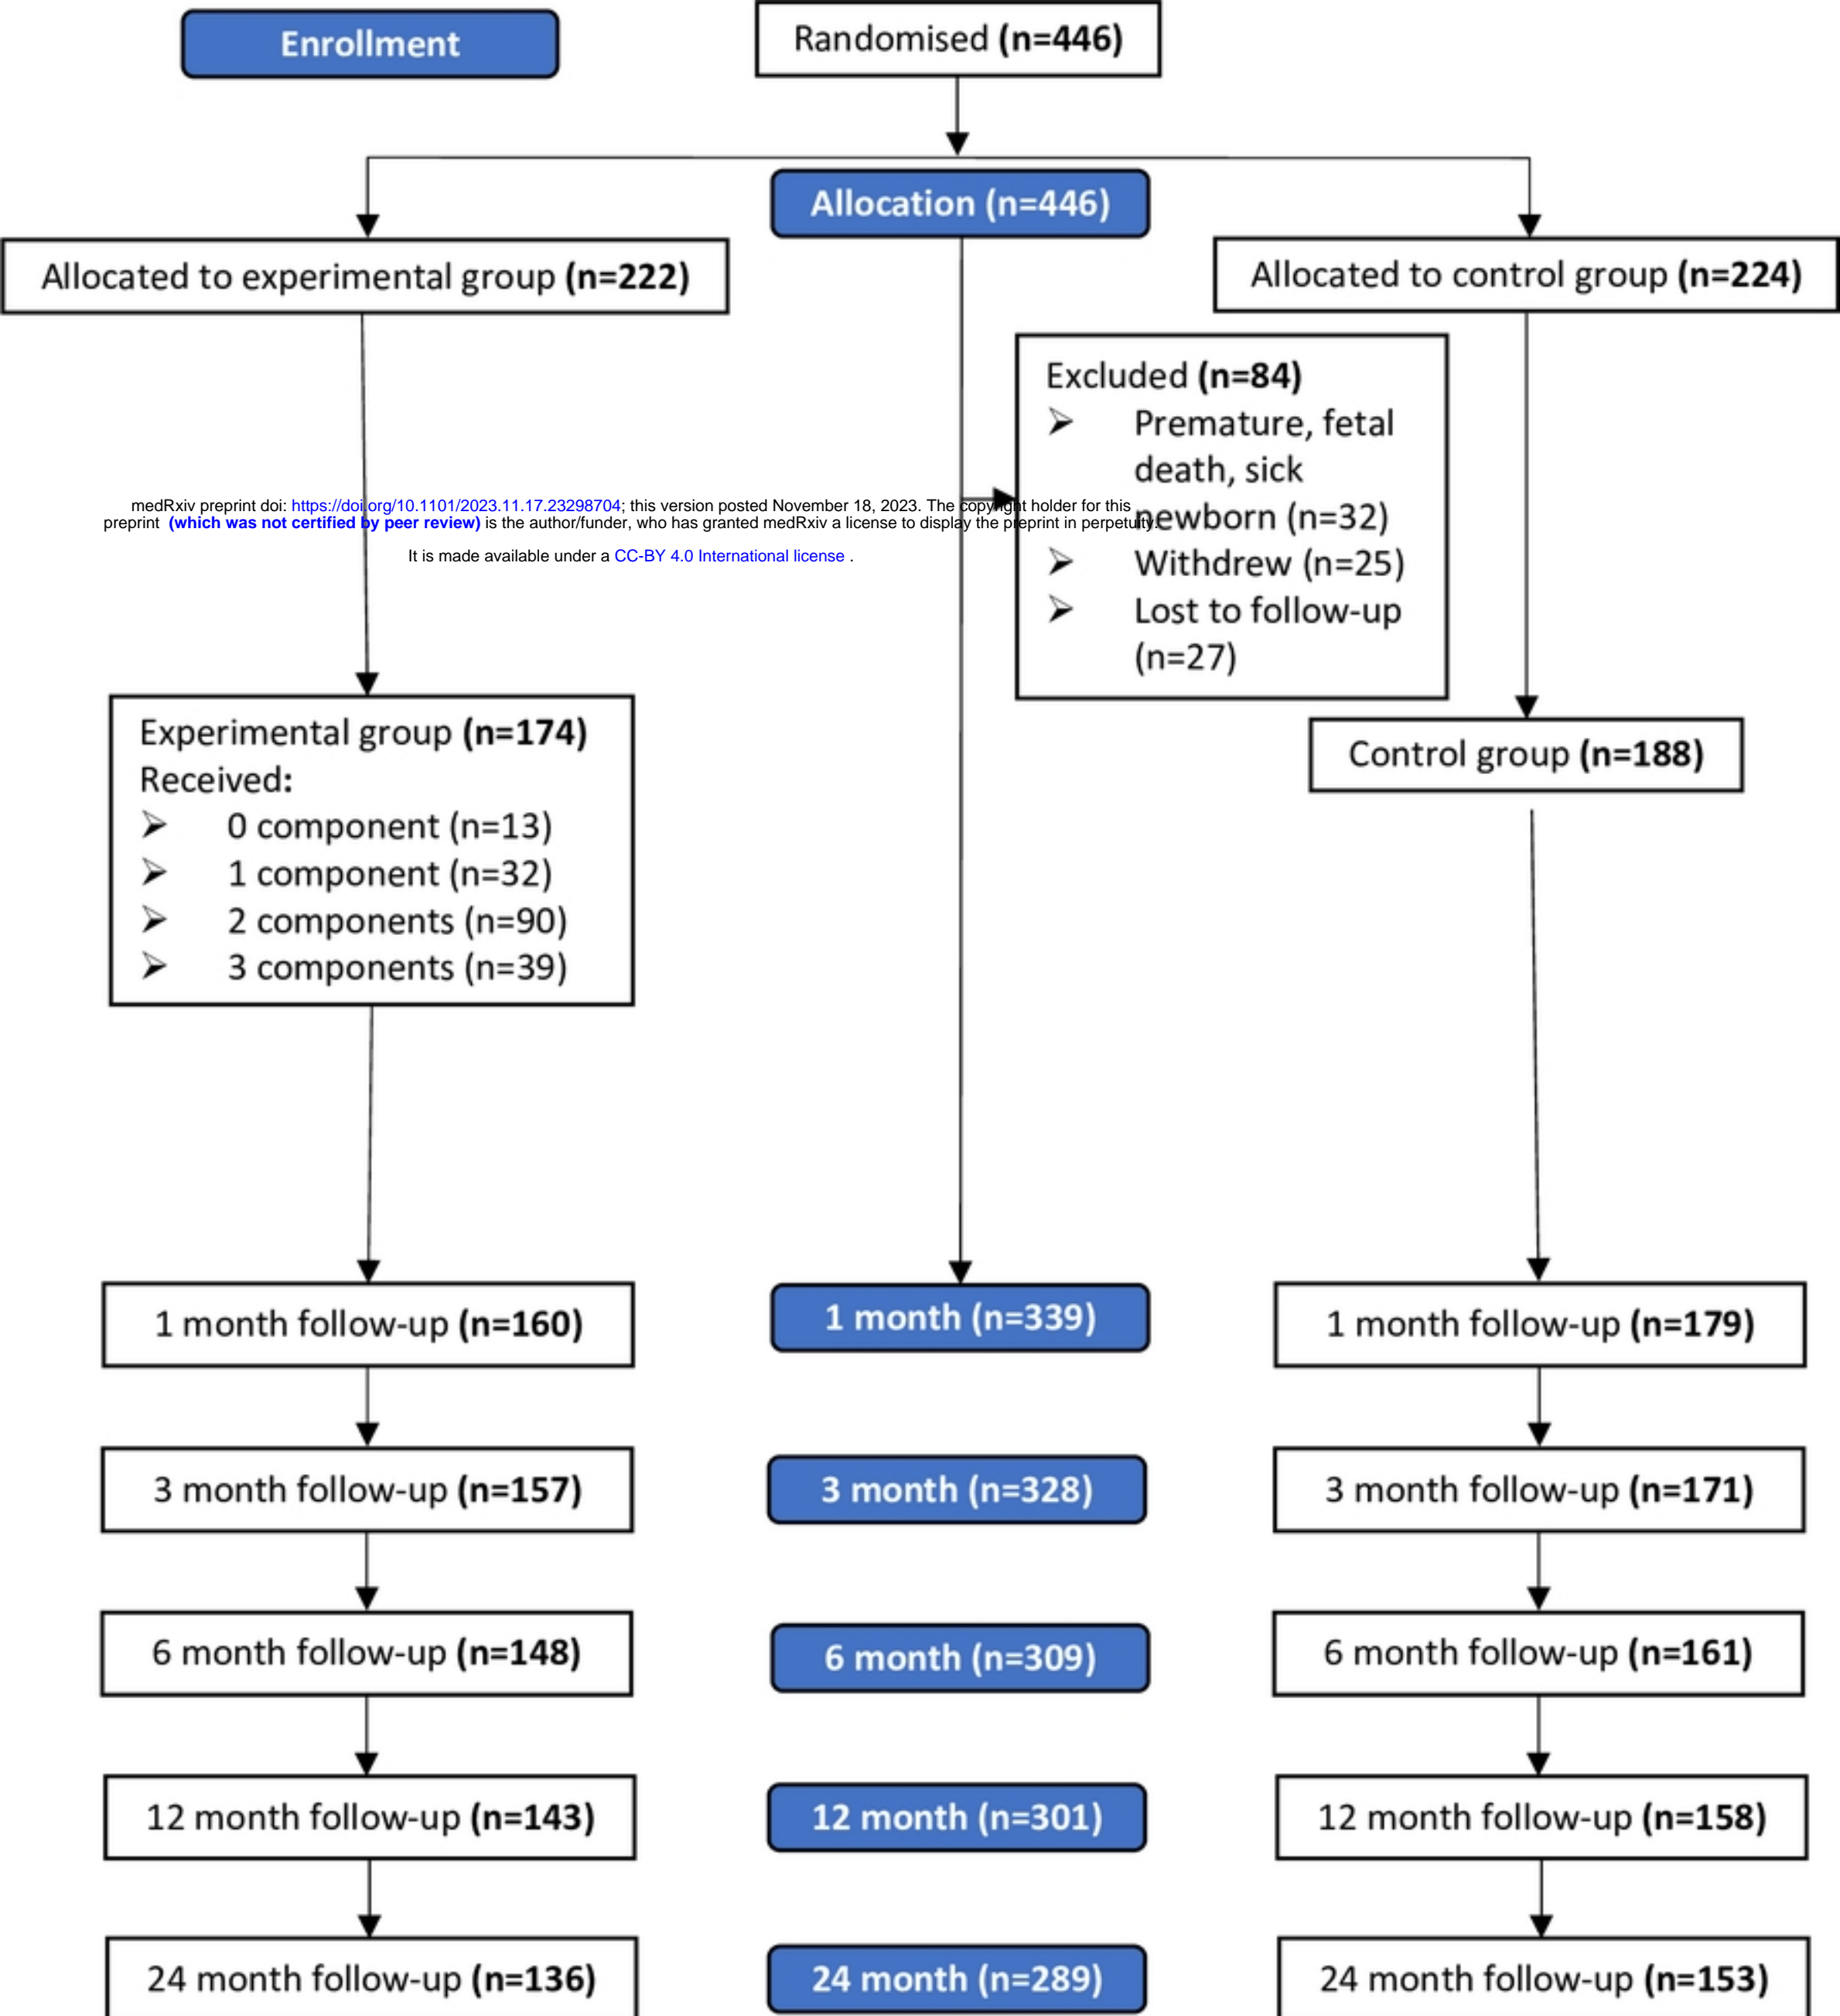 Enrollment
Randomised (n=446)
Allocation (n=446)
Allocated to experimental group (n=222)
Allocated to control group (n=224)
Excluded (n=84)
➢ Premature, fetal
death, sick
newborn (n=32)
➢ Withdrew (n=25)
➢ Lost to follow-up
(n=27)
medRxiv preprint doi: https://doi.org/10.1101/2023.11.17.23298704; this version posted November 18, 2023. The copyright holder for this
preprint (which was not certified by peer review) is the author/funder, who has granted medRxiv a license to display the preprint in perpetuity.
It is made available under a CC-BY 4.0 International license .
Experimental group (n=174)
Received:
➢ 0 component (n=13)
➢ 1 component (n=32)
➢ 2 components (n=90)
➢ 3 components (n=39)
Control group (n=188)
1 month follow-up (n=160)
1 month (n=339)
1 month follow-up (n=179)
3 month follow-up (n=157)
3 month (n=328)
3 month follow-up (n=171)
6 month follow-up (n=148)
6 month (n=309)
6 month follow-up (n=161)
12 month follow-up (n=143)
12 month (n=301)
12 month follow-up (n=158)
24 month follow-up (n=136)
24 month (n=289)
24 month follow-up (n=153)